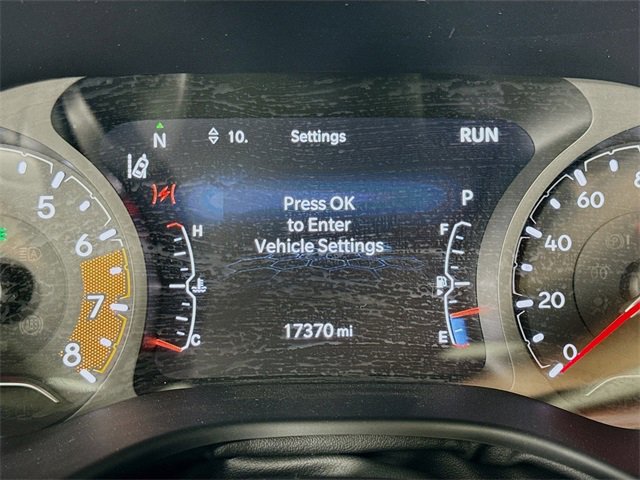 N
10.
Settings
RUN
Press OK
to Enter
Vehicle Settings
P
H
C
F
E
17370 mi
5
6
7
8
60
40
20
0